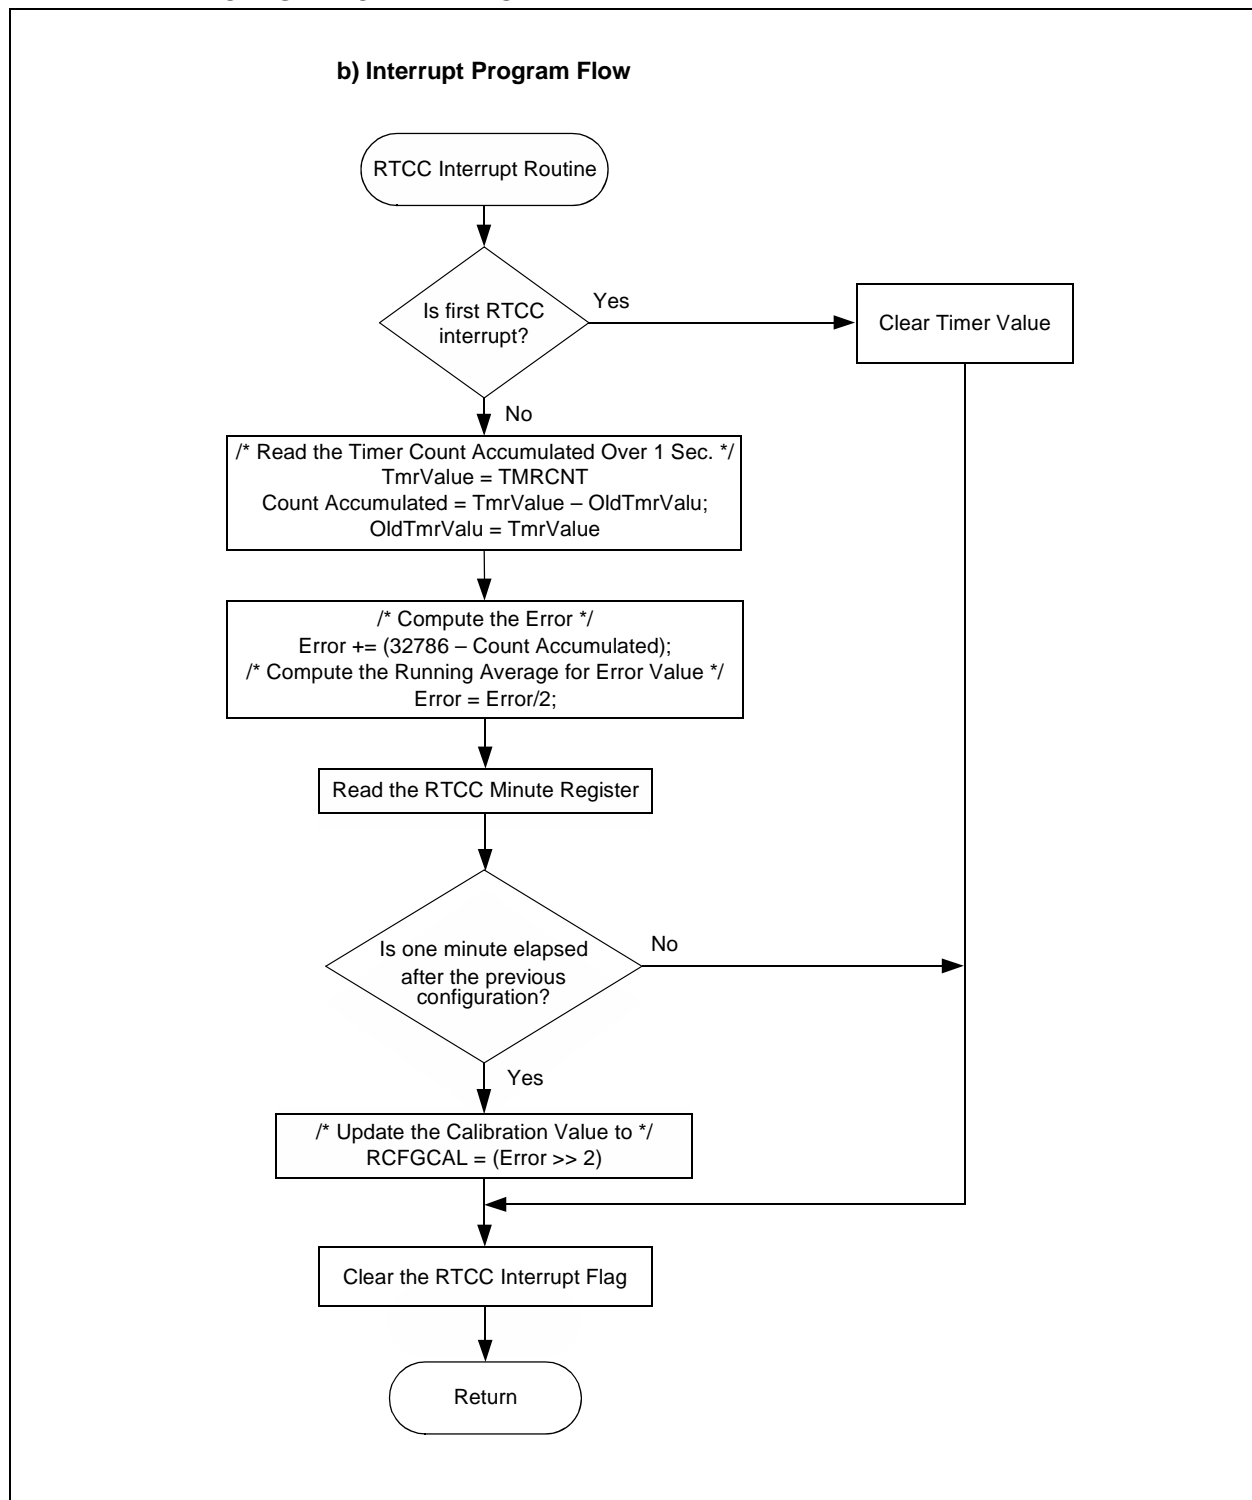 b) Interrupt Program Flow
RTCC Interrupt Routine
Is first RTCC
interrupt?
Yes
Clear Timer Value
No
/* Read the Timer Count Accumulated Over 1 Sec. */
TmrValue = TMRCNT
Count Accumulated = TmrValue – OldTmrValu;
OldTmrValu = TmrValue
/* Compute the Error */
Error += (32786 – Count Accumulated);
/* Compute the Running Average for Error Value */
Error = Error/2;
Read the RTCC Minute Register
Is one minute elapsed
after the previous
configuration?
No
Yes
/* Update the Calibration Value to */
RCFGCAL = (Error >> 2)
Clear the RTCC Interrupt Flag
Return